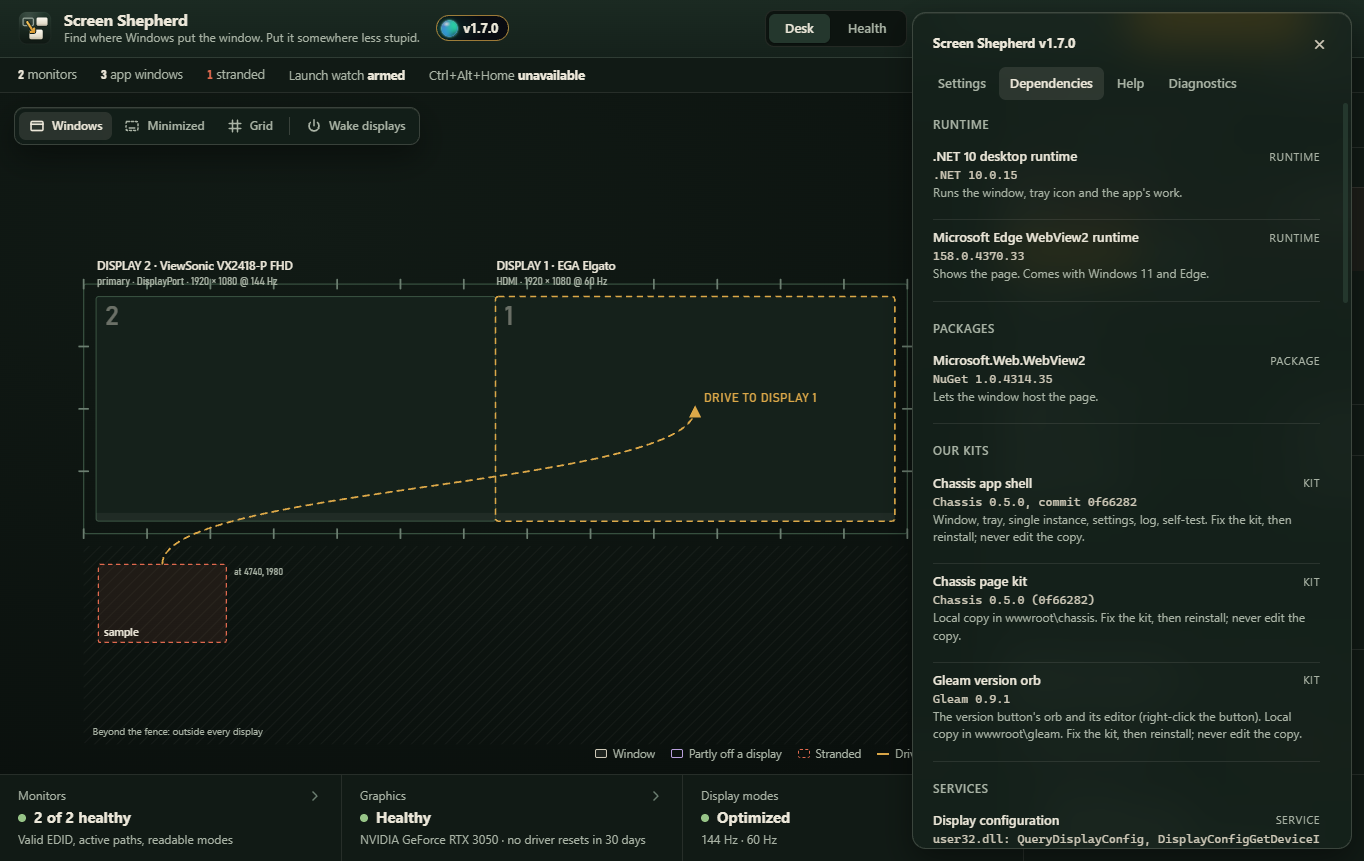 Screen Shepherd
Find where Windows put the window. Put it somewhere less stupid.
v1.7.0
Desk
Health
2 monitors
3 app windows
1 stranded
Launch watch armed
Ctrl+Alt+Home unavailable
Windows
Minimized
Grid
Wake displays
DISPLAY 2 · ViewSonic VX2418-P FHD
primary · DisplayPort · 1920 × 1080 @ 144 Hz
2
DISPLAY 1 · EGA Elgato
HDMI · 1920 × 1080 @ 60 Hz
1
DRIVE TO DISPLAY 1
at 4740, 1980
sample
Beyond the fence: outside every display
Window
Partly off a display
Stranded
Monitors
2 of 2 healthy
Valid EDID, active paths, readable modes
Graphics
Healthy
NVIDIA GeForce RTX 3050 · no driver resets in 30 days
Display modes
Optimized
144 Hz · 60 Hz
Screen Shepherd v1.7.0
Settings
Dependencies
Help
Diagnostics
RUNTIME
.NET 10 desktop runtime
RUNTIME
.NET 10.0.15
Runs the window, tray icon and the app's work.
Microsoft Edge WebView2 runtime
RUNTIME
158.0.4370.33
Shows the page. Comes with Windows 11 and Edge.
PACKAGES
Microsoft.Web.WebView2
PACKAGE
NuGet 1.0.4314.35
Lets the window host the page.
OUR KITS
Chassis app shell
KIT
Chassis 0.5.0, commit 0f66282
Window, tray, single instance, settings, log, self-test. Fix the kit, then
reinstall; never edit the copy.
Chassis page kit
KIT
Chassis 0.5.0 (0f66282)
Local copy in wwwroot\chassis. Fix the kit, then reinstall; never edit the
copy.
Gleam version orb
KIT
Gleam 0.9.1
The version button's orb and its editor (right-click the button). Local
copy in wwwroot\gleam. Fix the kit, then reinstall; never edit the copy.
SERVICES
Display configuration
SERVICE
user32.dll: QueryDisplayConfig, DisplayConfigGetDeviceI